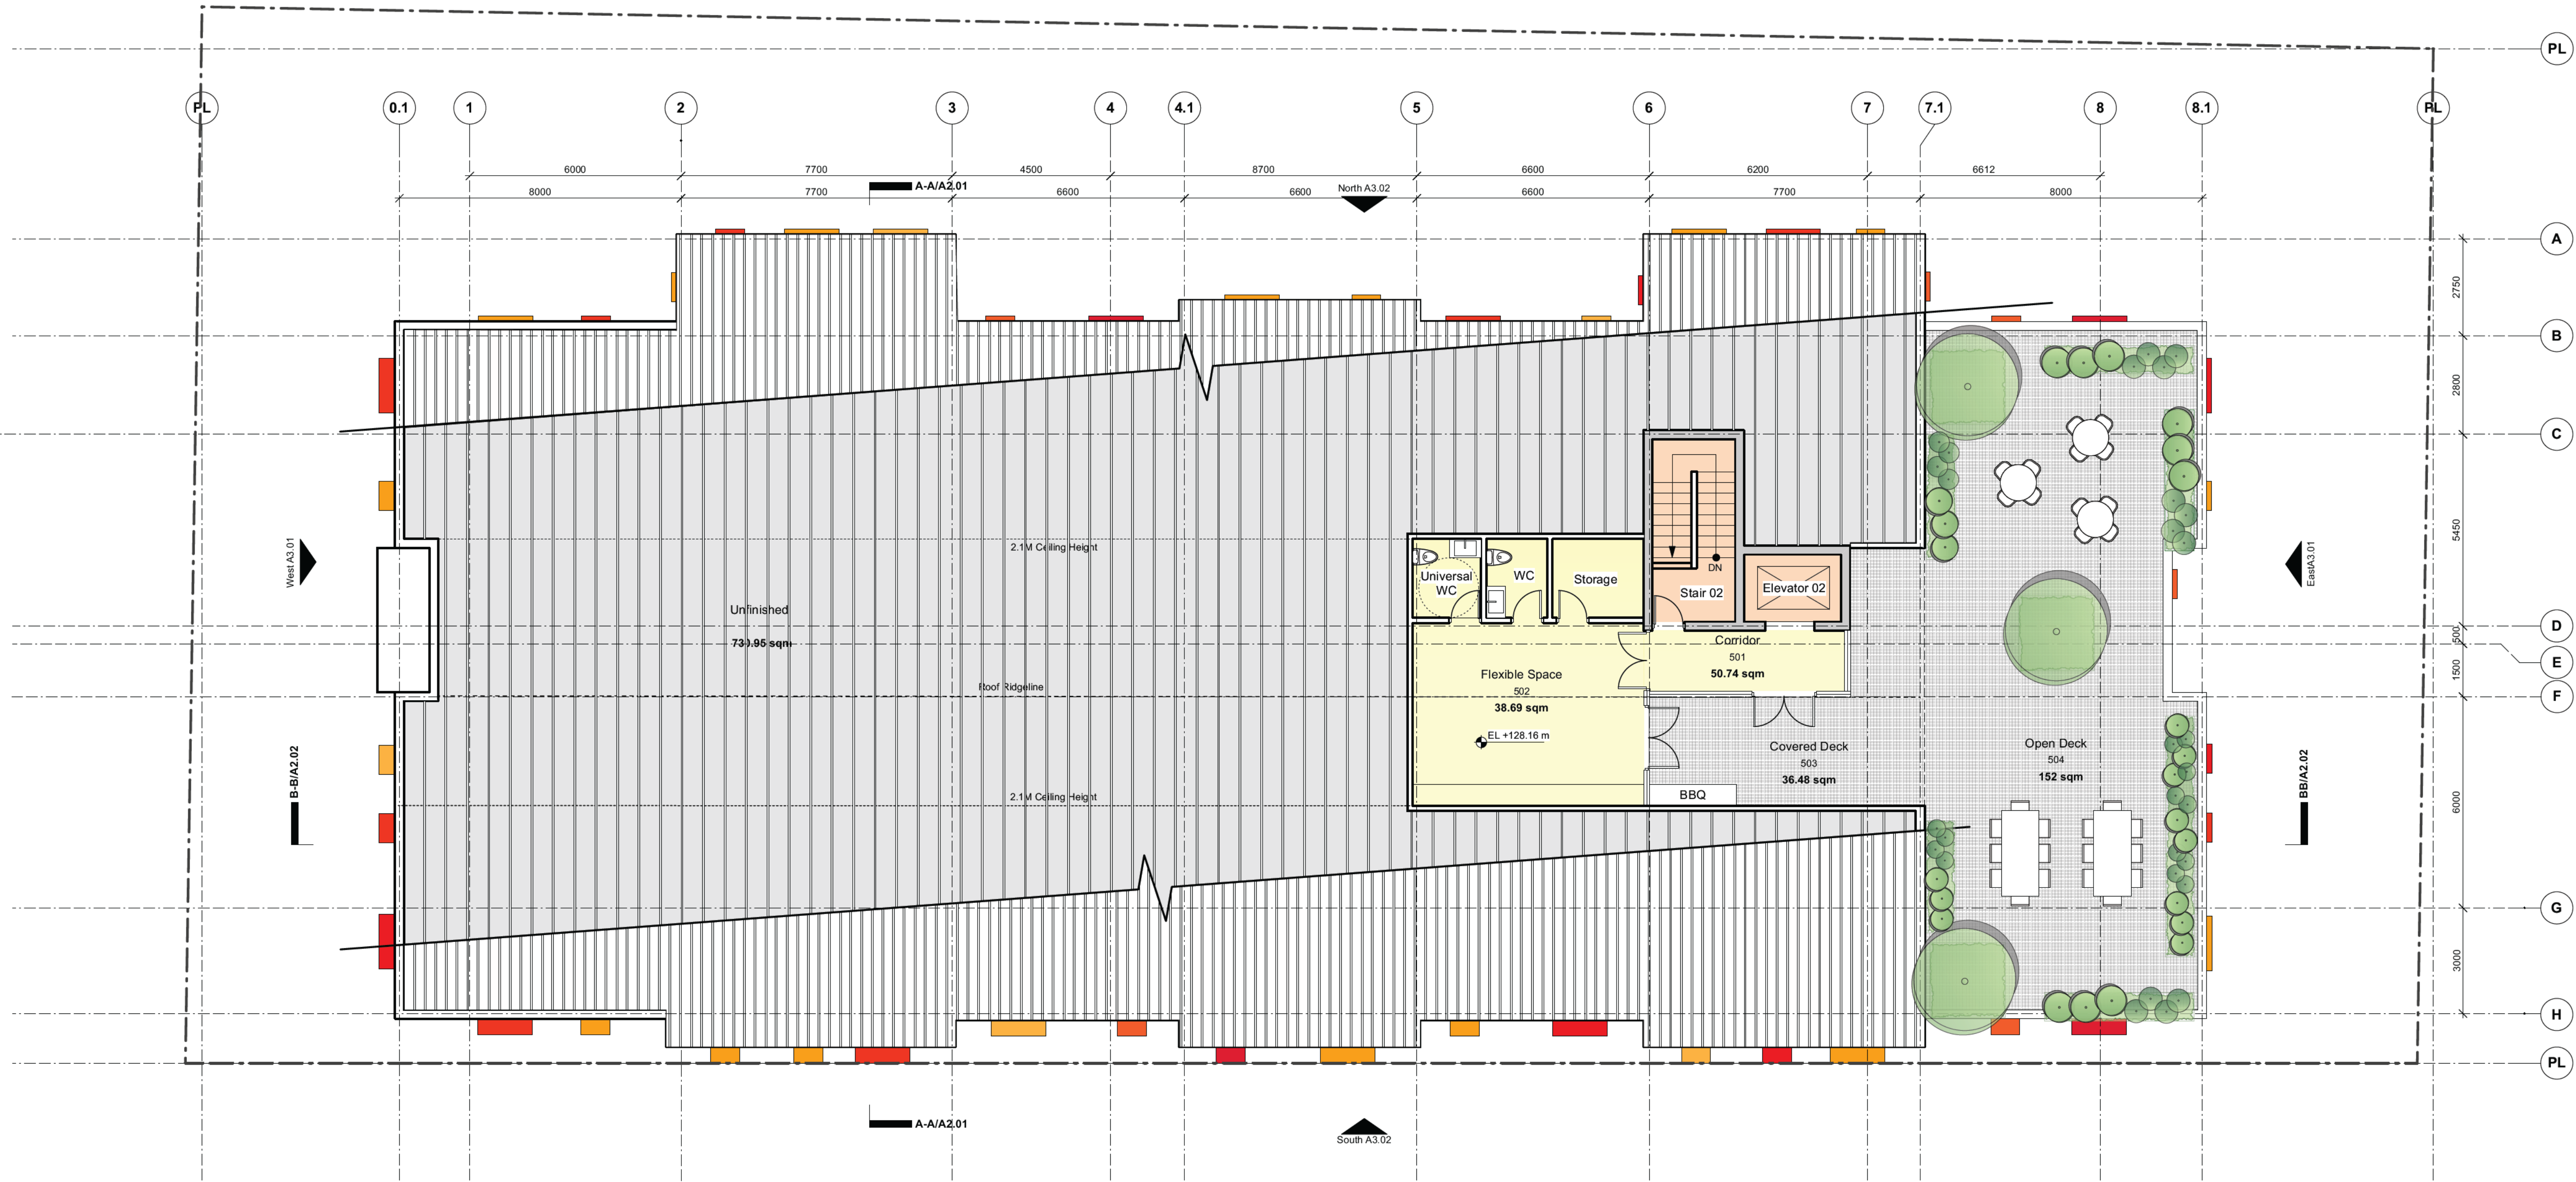 PL
PL
0.1
1
2
3
4
4.1
5
6
7
7.1
8
8.1
PL
6000
7700
4500
8700
6600
6200
6612
8000
7700
6600
6600
6600
7700
8000
A-A/A2.01
North A3.02
A
2750
B
2800
C
5450
West A3.01
EastA3.01
2.1M Ceiling Height
Universal
WC
WC
Storage
DN
Stair 02
Elevator 02
Unfinished
D
500
E
1500
F
Corridor
501
50.74 sqm
Flexible Space
502
38.69 sqm
EL +128.16 m
Roof Ridgeline
Covered Deck
503
36.48 sqm
Open Deck
504
152 sqm
B-B/A2.02
BB/A2.02
2.1M Ceiling Height
BBQ
6000
G
3000
H
PL
A-A/A2.01
South A3.02